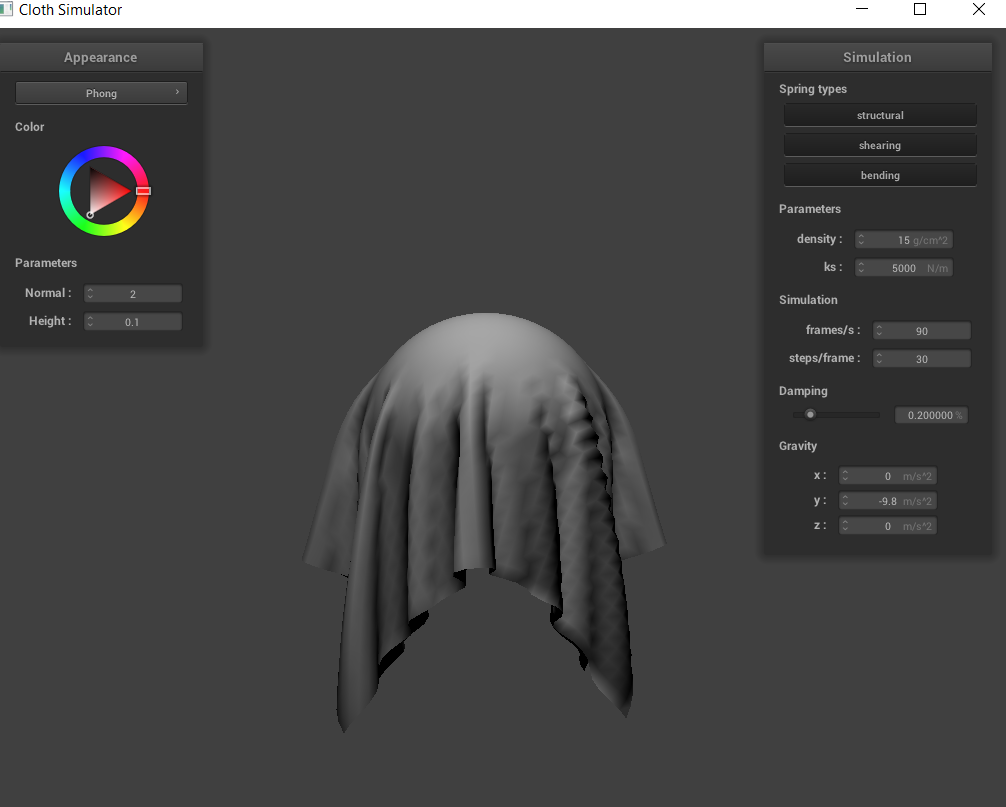 Cloth Simulator
Appearance
Phong
Color
Parameters
Normal : 2
Height : 0.1
Simulation
Spring types
structural
shearing
bending
Parameters
density : 15 g/cm^2
ks : 5000 N/m
Simulation
frames/s : 90
steps/frame : 30
Damping
0.200000 %
Gravity
x : 0 m/s^2
y : -9.8 m/s^2
z : 0 m/s^2